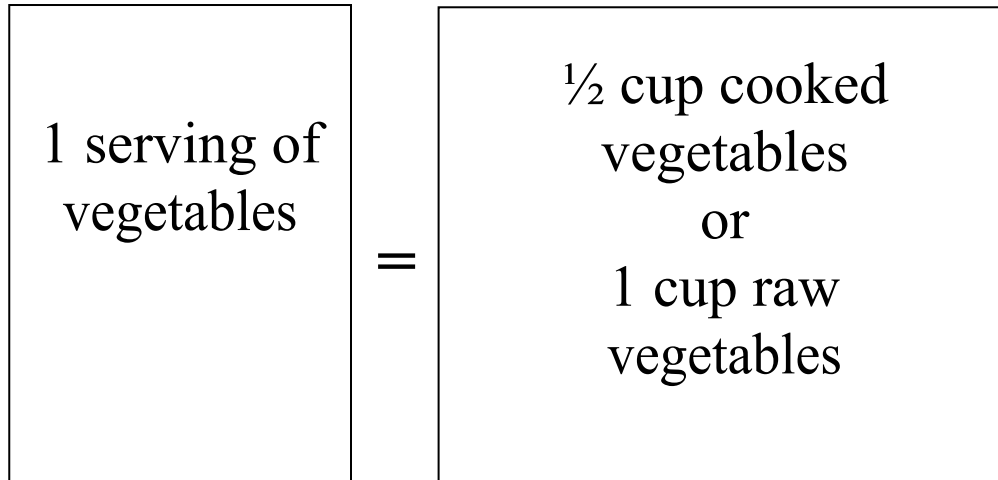 1 serving of
vegetables
=
½ cup cooked
vegetables
or
1 cup raw
vegetables